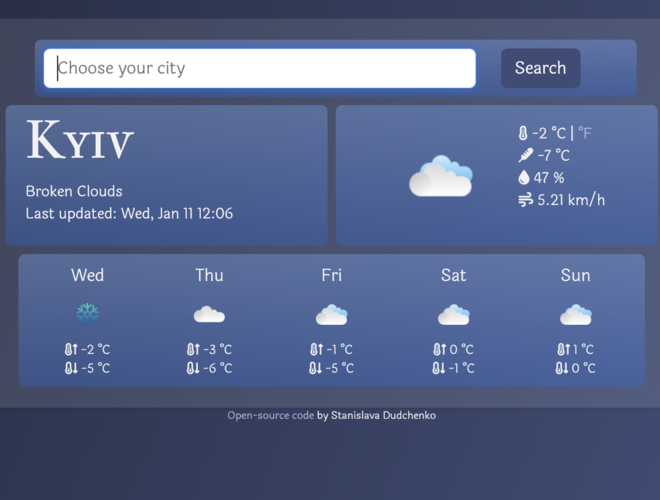 Choose your city
Search
Kyiv
Broken Clouds
Last updated: Wed, Jan 11 12:06
-2 °C | °F
-7 °C
47 %
5.21 km/h
Wed Thu Fri Sat Sun
-2 °C -3 °C -1 °C 0 °C 1 °C
-5 °C -6 °C -5 °C -1 °C 0 °C
Open-source code by Stanislava Dudchenko